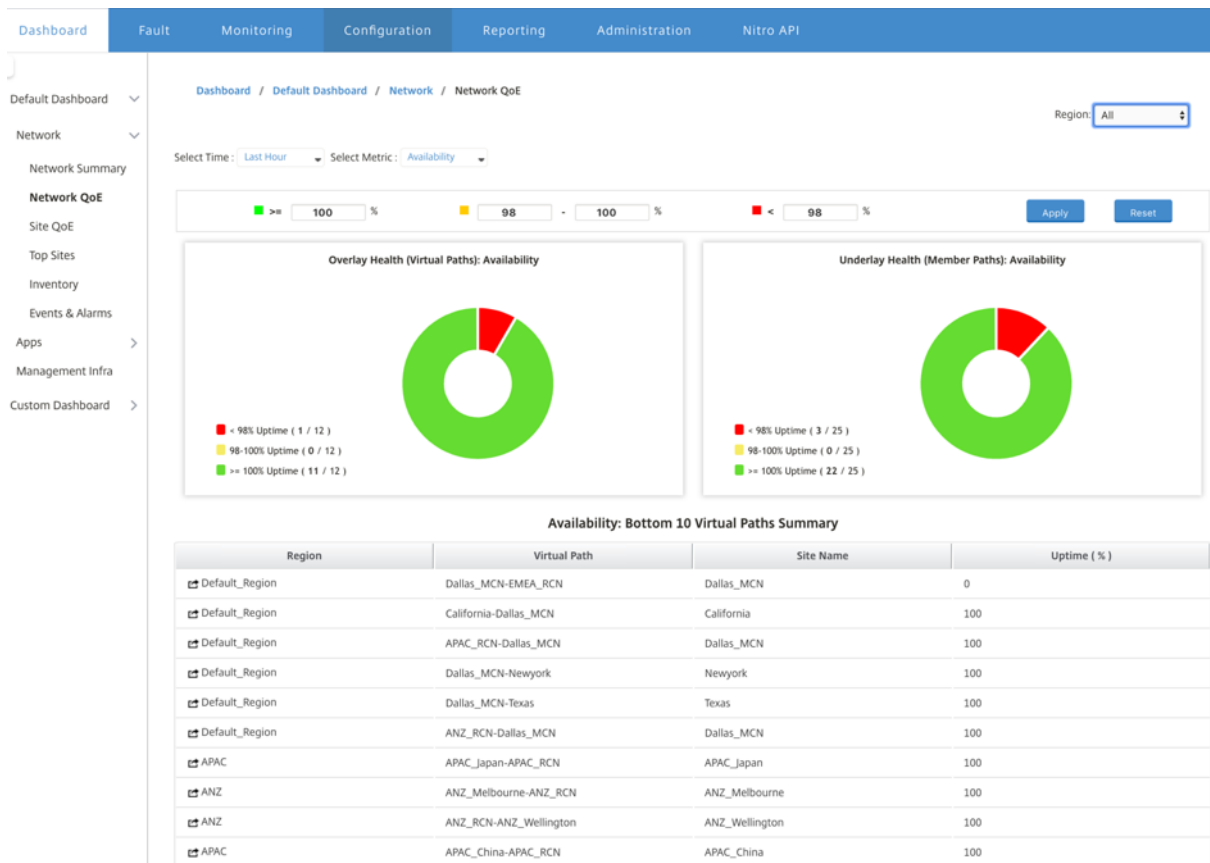 Dashboard Fault Monitoring Configuration Reporting Administration Nitro API
Default Dashboard
Network
Network Summary
Network QoE
Site QoE
Top Sites
Inventory
Events & Alarms
Apps
Management Infra
Custom Dashboard
Dashboard / Default Dashboard / Network / Network QoE
Region: All
Select Time : Last Hour Select Metric : Availability
>= 100 % 98 - 100 % < 98 % Apply Reset
Overlay Health (Virtual Paths): Availability
< 98% Uptime ( 1 / 12 )
98-100% Uptime ( 0 / 12 )
>= 100% Uptime ( 11 / 12 )
Underlay Health (Member Paths): Availability
< 98% Uptime ( 3 / 25 )
98-100% Uptime ( 0 / 25 )
>= 100% Uptime ( 22 / 25 )
Availability: Bottom 10 Virtual Paths Summary
Region Virtual Path Site Name Uptime ( % )
Default_Region Dallas_MCN-EMEA_RCN Dallas_MCN 0
Default_Region California-Dallas_MCN California 100
Default_Region APAC_RCN-Dallas_MCN Dallas_MCN 100
Default_Region Dallas_MCN-Newyork Newyork 100
Default_Region Dallas_MCN-Texas Texas 100
Default_Region ANZ_RCN-Dallas_MCN Dallas_MCN 100
APAC APAC_Japan-APAC_RCN APAC_Japan 100
ANZ ANZ_Melbourne-ANZ_RCN ANZ_Melbourne 100
ANZ ANZ_RCN-ANZ_Wellington ANZ_Wellington 100
APAC APAC_China-APAC_RCN APAC_China 100